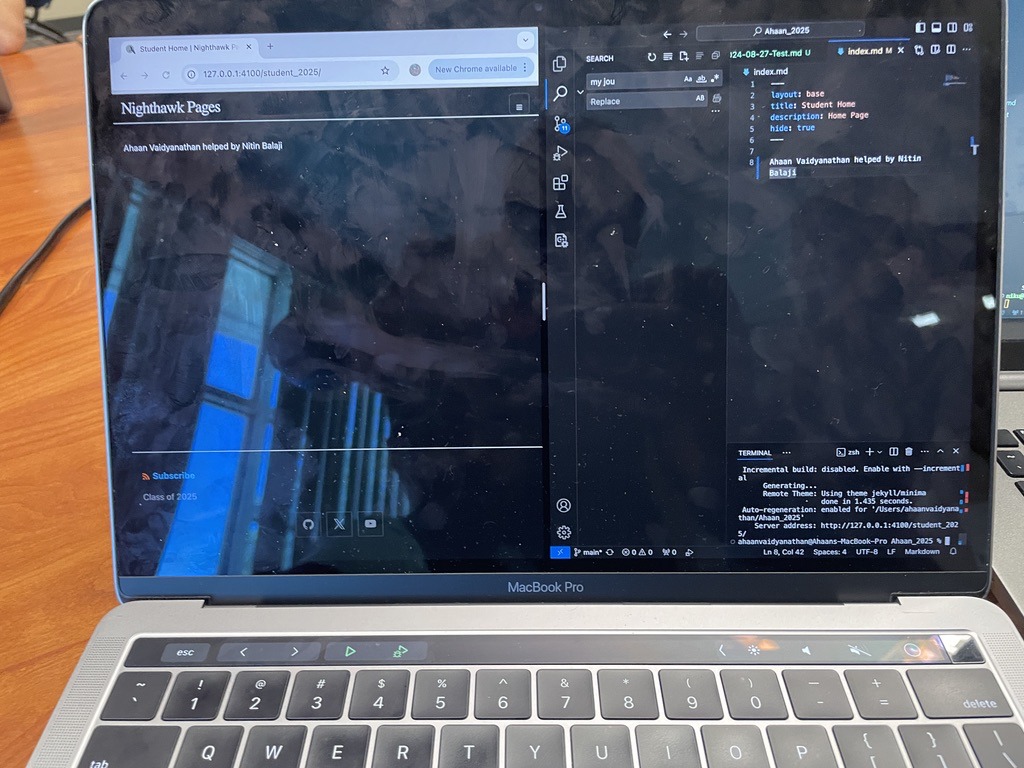 Student Home | Nighthawk Pa
127.0.0.1:4100/student_2025/
New Chrome available
Nighthawk Pages
Ahaan Vaidyanathan helped by Nitin Balaji
Subscribe
Class of 2025
Ahaan_2025
SEARCH
my jou
Aa ab
Replace
AB
11
24-08-27-Test.md U
index.md M
index.md
1
2 layout: base
3 title: Student Home
4 description: Home Page
5 hide: true
6
7
8 Ahaan Vaidyanathan helped by Nitin
Balaji
TERMINAL
zsh
Incremental build: disabled. Enable with --increment
al
Generating...
Remote Theme: Using theme jekyll/minima
done in 1.435 seconds.
Auto-regeneration: enabled for '/Users/ahaanvaidyana
than/Ahaan_2025'
Server address: http://127.0.0.1:4100/student_202
5/
ahaanvaidyanathan@Ahaans-MacBook-Pro Ahaan_2025 %
main* 0 0 0 Ln 8, Col 42 Spaces: 4 UTF-8 LF Markdown
MacBook Pro
esc
~ ! @ # $ % ^ & * ( ) — +
` 1 2 3 4 5 6 7 8 9 0 - = delete
tab Q W E R T Y U I O P { }